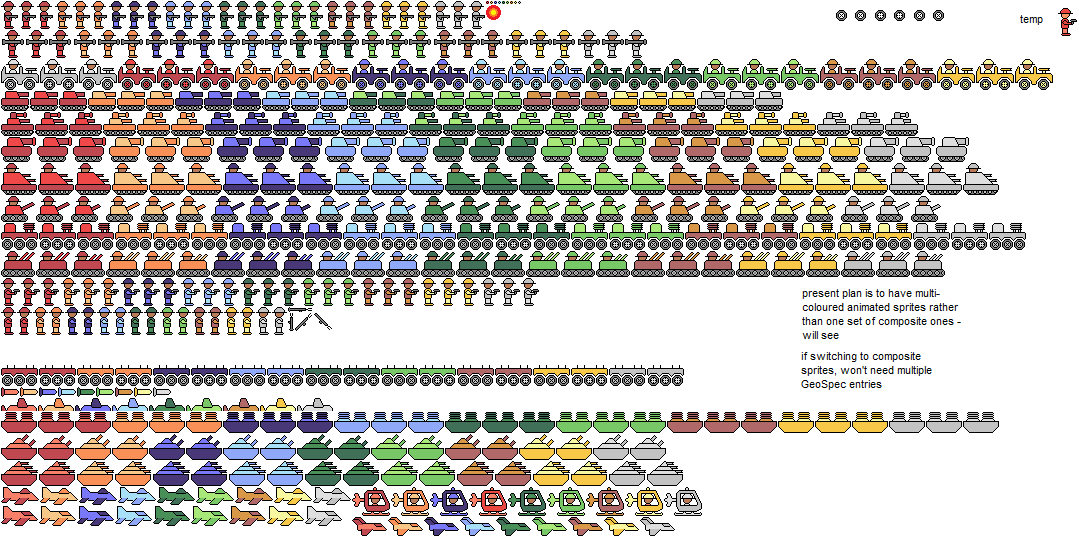 temp
present plan is to have multi-
coloured animated sprites rather
than one set of composite ones -
will see
if switching to composite
sprites, won't need multiple
GeoSpec entries